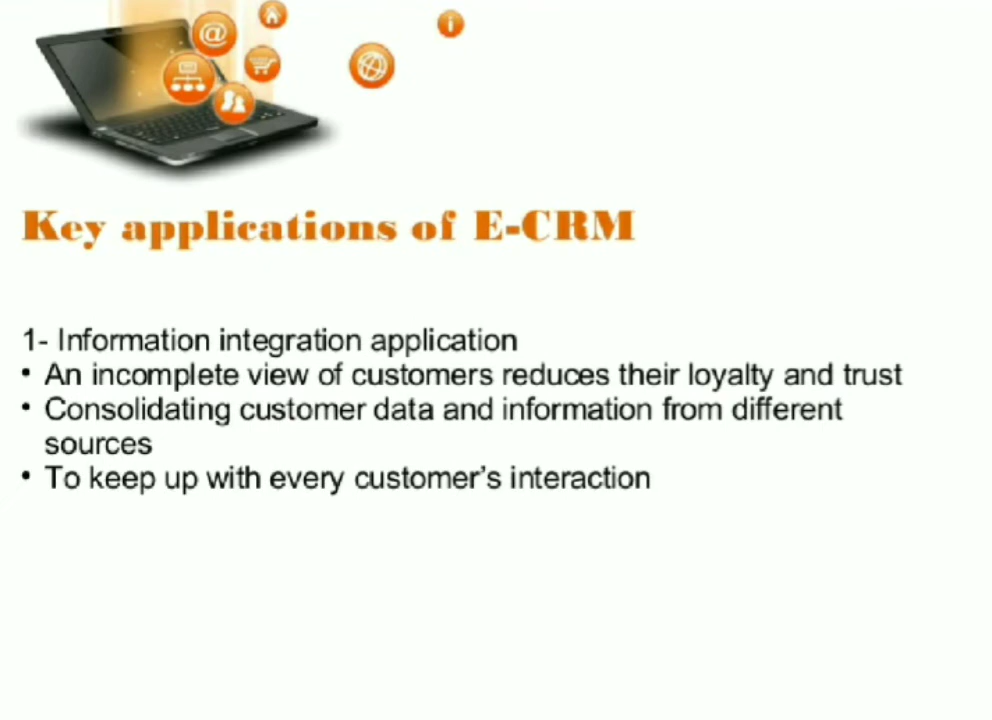 Key applications of E-CRM
1- Information integration application
• An incomplete view of customers reduces their loyalty and trust
• Consolidating customer data and information from different
sources
• To keep up with every customer’s interaction